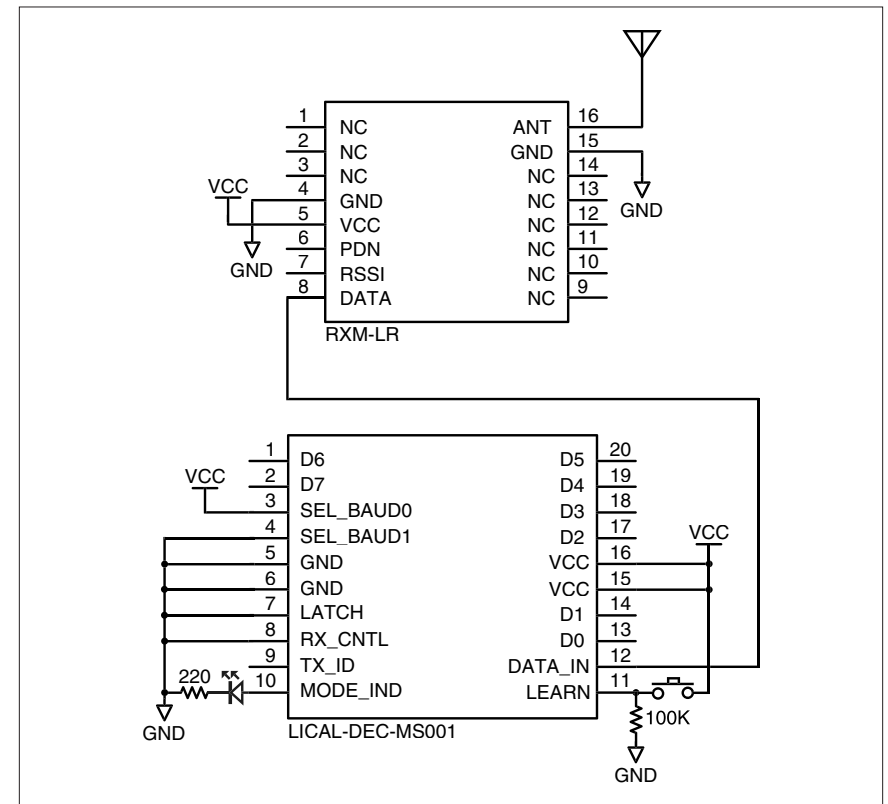 1 NC ANT 16
2 NC GND 15
3 NC NC 14
VCC 4 GND NC 13 GND
5 VCC NC 12
GND 6 PDN NC 11
7 RSSI NC 10
8 DATA NC 9
RXM-LR
1 D6 D5 20
VCC 2 D7 D4 19
3 SEL_BAUD0 D3 18
4 SEL_BAUD1 D2 17 VCC
5 GND VCC 16
6 GND VCC 15
7 LATCH D1 14
8 RX_CNTL D0 13
9 TX_ID DATA_IN 12
220 10 MODE_IND LEARN 11
100K
GND LICAL-DEC-MS001
GND